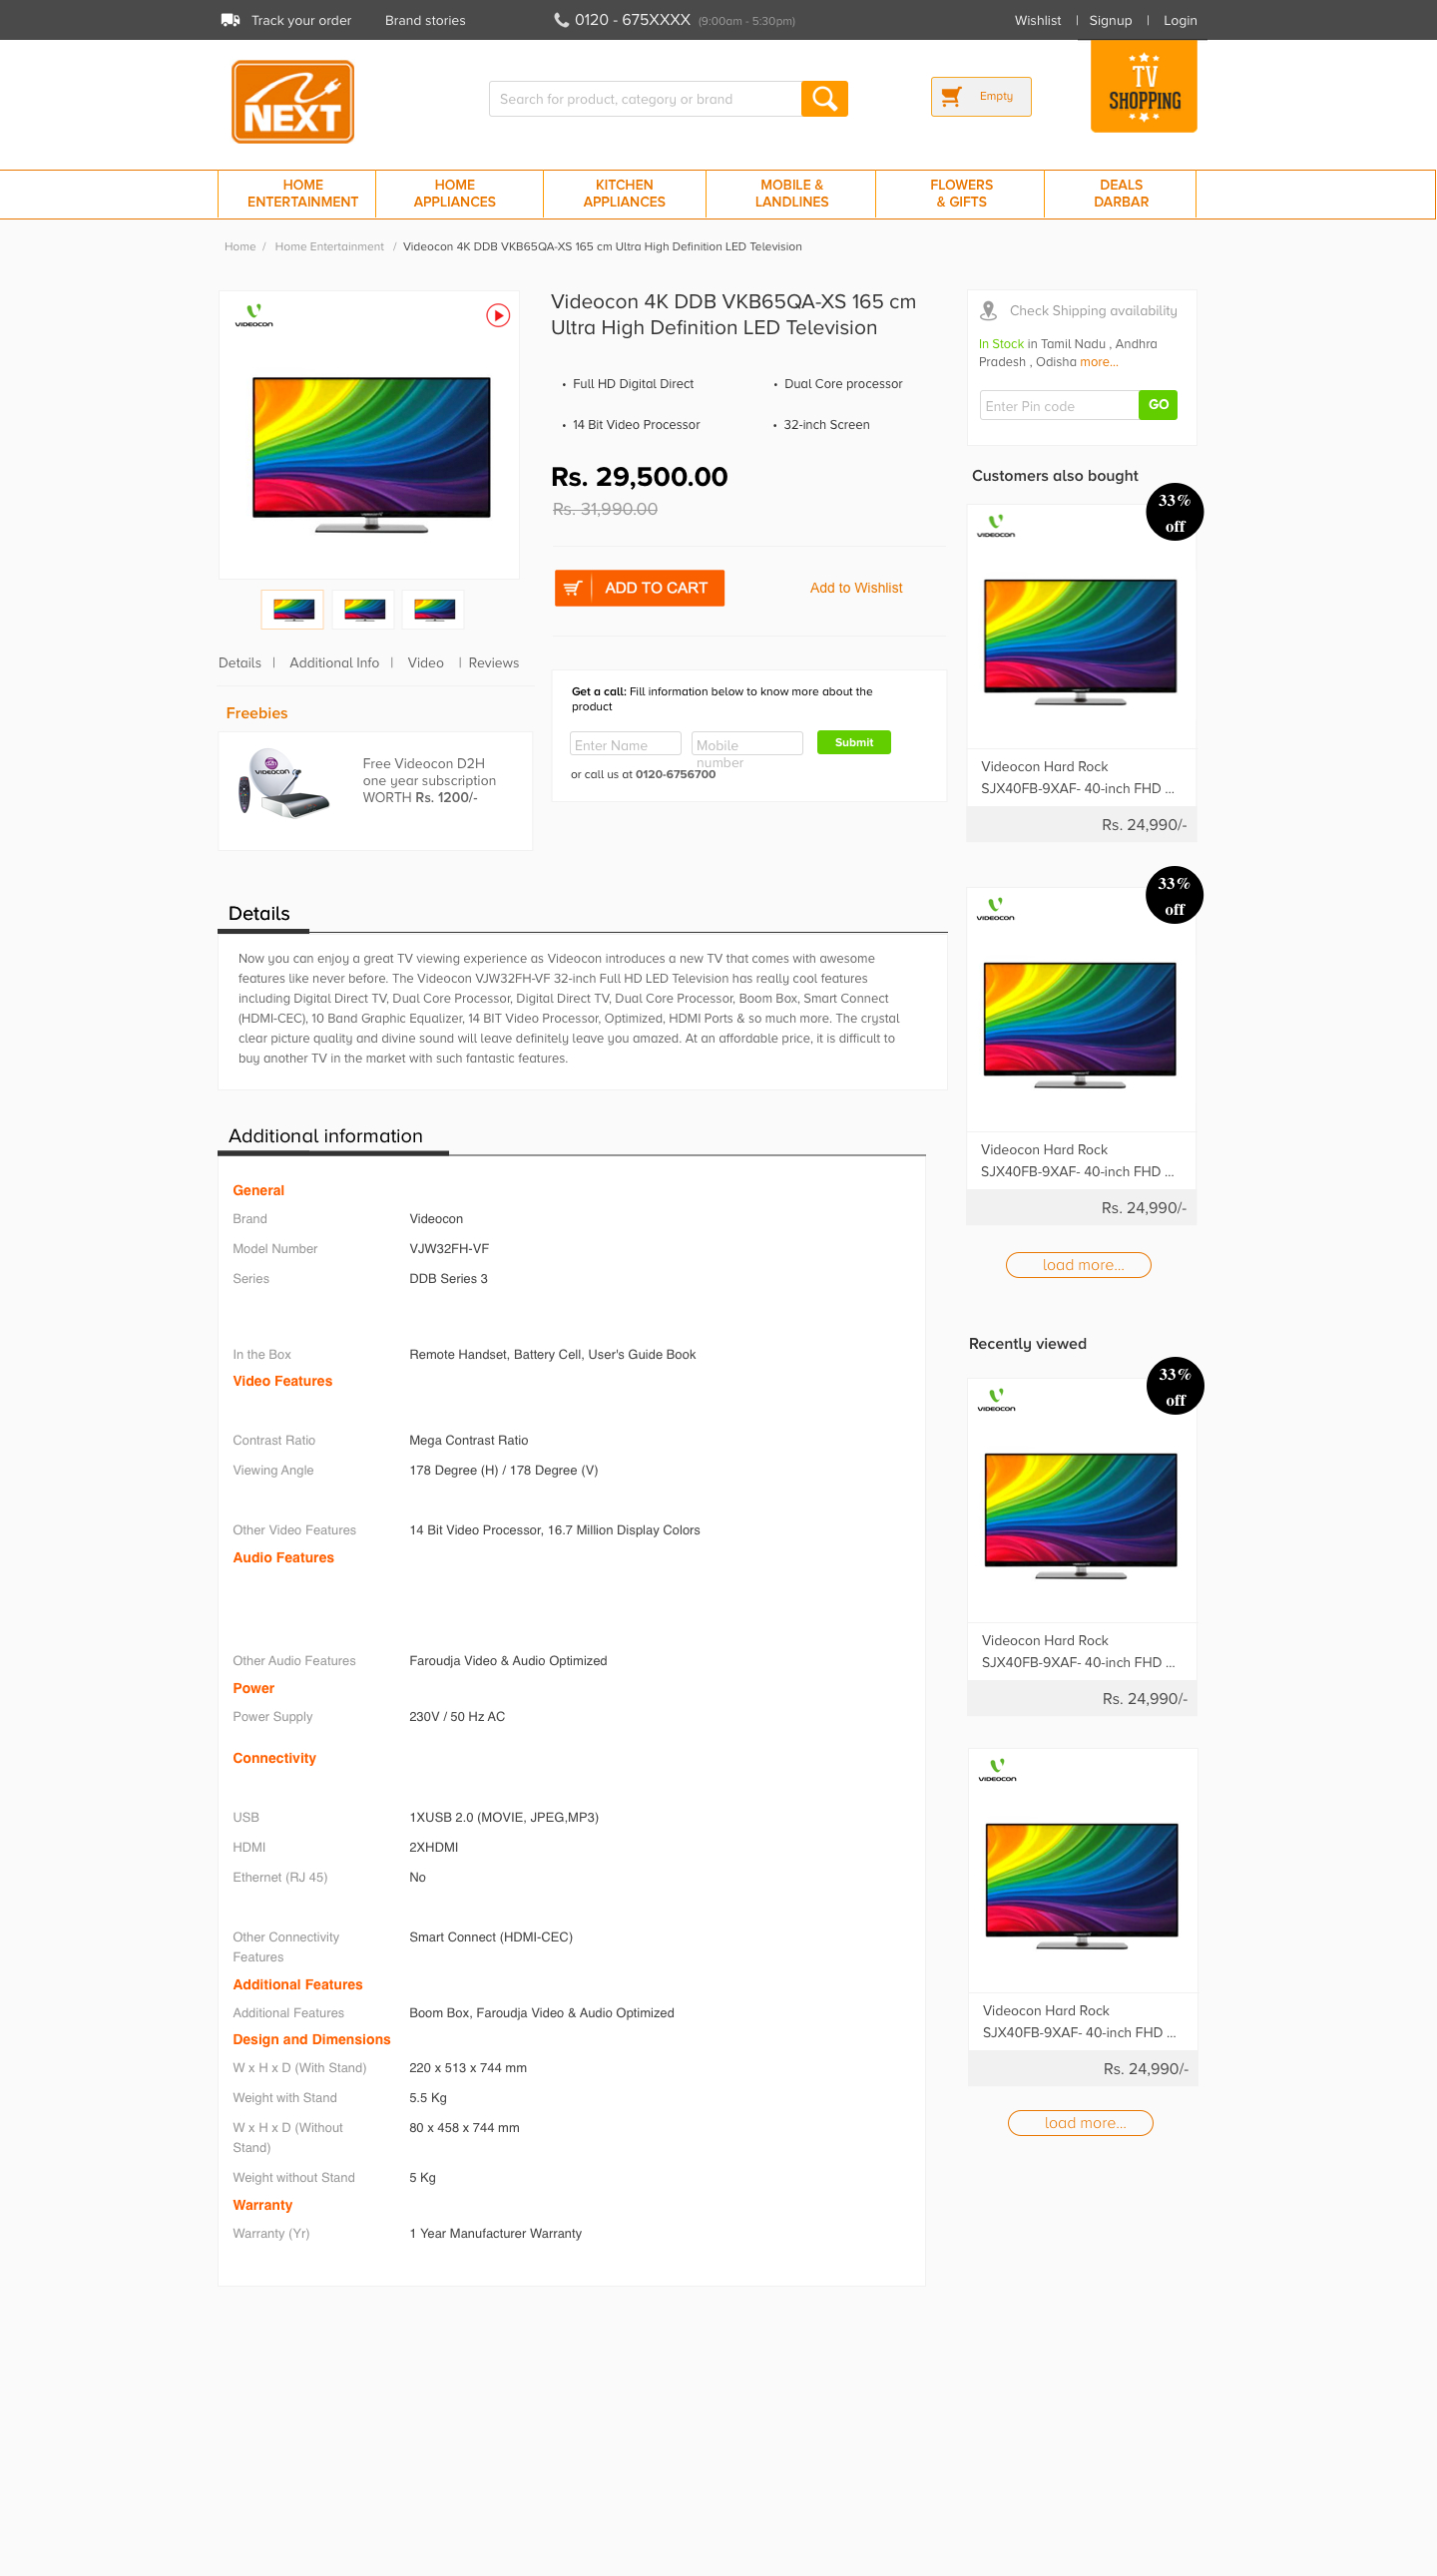 Track your order
Brand stories
0120 - 675XXXX (9:00am - 5:30pm)
Wishlist | Signup | Login
NEXT
Search for product, category or brand
Empty
TV
SHOPPING
HOME
ENTERTAINMENT
HOME
APPLIANCES
KITCHEN
APPLIANCES
MOBILE &
LANDLINES
FLOWERS
& GIFTS
DEALS
DARBAR
Home / Home Entertainment / Videocon 4K DDB VKB65QA-XS 165 cm Ultra High Definition LED Television
VIDEOCON
Details | Additional Info | Video | Reviews
Freebies
VIDEOCON
Free Videocon D2H
one year subscription
WORTH Rs. 1200/-
Videocon 4K DDB VKB65QA-XS 165 cm
Ultra High Definition LED Television
• Full HD Digital Direct
• Dual Core processor
• 14 Bit Video Processor
• 32-inch Screen
Rs. 29,500.00
Rs. 31,990.00
ADD TO CART
Add to Wishlist
Get a call: Fill information below to know more about the
product
Enter Name
Mobile
number
Submit
or call us at 0120-6756700
Check Shipping availability
In Stock in Tamil Nadu , Andhra
Pradesh , Odisha more...
Enter Pin code
GO
Customers also bought
33%
off
VIDEOCON
Videocon Hard Rock
SJX40FB-9XAF- 40-inch FHD ...
Rs. 24,990/-
33%
off
VIDEOCON
Videocon Hard Rock
SJX40FB-9XAF- 40-inch FHD ...
Rs. 24,990/-
load more...
Recently viewed
33%
off
VIDEOCON
Videocon Hard Rock
SJX40FB-9XAF- 40-inch FHD ...
Rs. 24,990/-
VIDEOCON
Videocon Hard Rock
SJX40FB-9XAF- 40-inch FHD ...
Rs. 24,990/-
load more...
Details
Now you can enjoy a great TV viewing experience as Videocon introduces a new TV that comes with awesome
features like never before. The Videocon VJW32FH-VF 32-inch Full HD LED Television has really cool features
including Digital Direct TV, Dual Core Processor, Digital Direct TV, Dual Core Processor, Boom Box, Smart Connect
(HDMI-CEC), 10 Band Graphic Equalizer, 14 BIT Video Processor, Optimized, HDMI Ports & so much more. The crystal
clear picture quality and divine sound will leave definitely leave you amazed. At an affordable price, it is difficult to
buy another TV in the market with such fantastic features.
Additional information
General
Brand Videocon
Model Number VJW32FH-VF
Series DDB Series 3
In the Box Remote Handset, Battery Cell, User's Guide Book
Video Features
Contrast Ratio Mega Contrast Ratio
Viewing Angle 178 Degree (H) / 178 Degree (V)
Other Video Features 14 Bit Video Processor, 16.7 Million Display Colors
Audio Features
Other Audio Features Faroudja Video & Audio Optimized
Power
Power Supply 230V / 50 Hz AC
Connectivity
USB 1XUSB 2.0 (MOVIE, JPEG,MP3)
HDMI 2XHDMI
Ethernet (RJ 45) No
Other Connectivity Smart Connect (HDMI-CEC)
Features
Additional Features
Additional Features Boom Box, Faroudja Video & Audio Optimized
Design and Dimensions
W x H x D (With Stand) 220 x 513 x 744 mm
Weight with Stand 5.5 Kg
W x H x D (Without 80 x 458 x 744 mm
Stand)
Weight without Stand 5 Kg
Warranty
Warranty (Yr) 1 Year Manufacturer Warranty